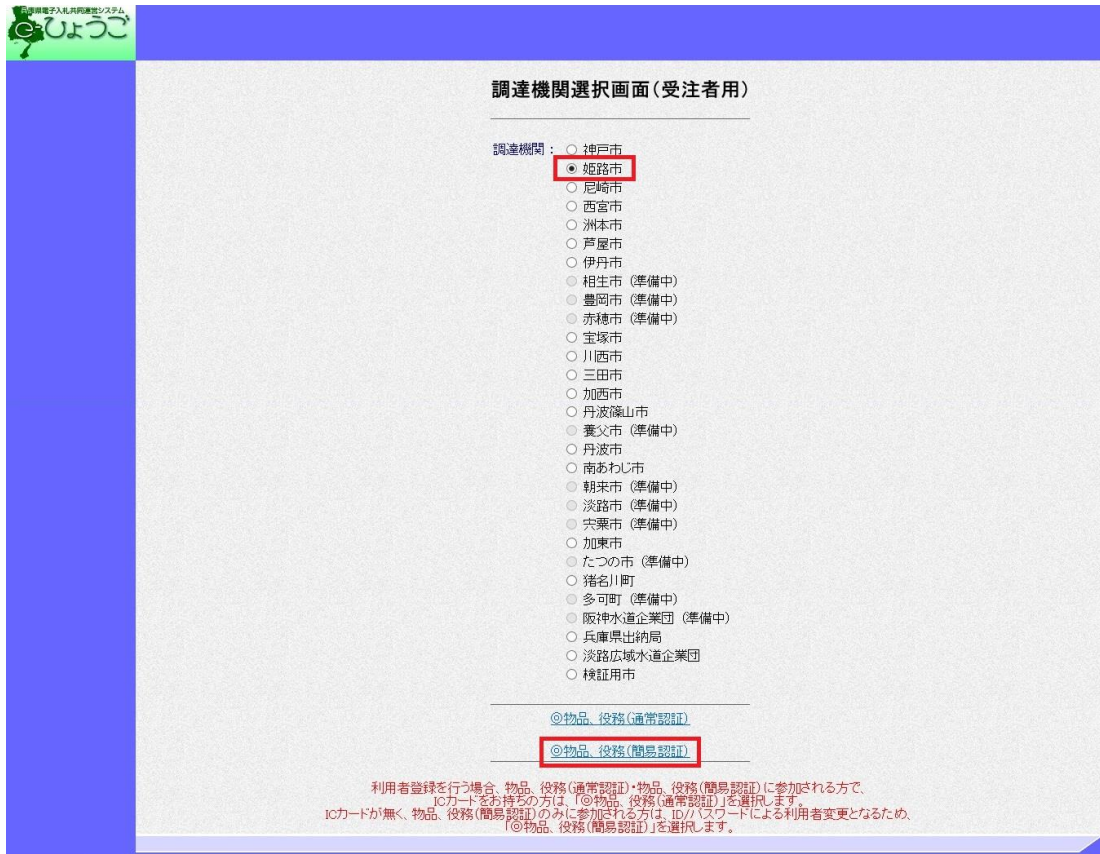 兵庫県電子入札共同運営システム
e-ひょうご
調達機関選択画面(受注者用)
調達機関: 神戸市
姫路市
尼崎市
西宮市
洲本市
芦屋市
伊丹市
相生市 (準備中)
豊岡市 (準備中)
赤穂市 (準備中)
宝塚市
川西市
三田市
加西市
丹波篠山市
養父市 (準備中)
丹波市
南あわじ市
朝来市 (準備中)
淡路市 (準備中)
宍粟市 (準備中)
加東市
たつの市 (準備中)
猪名川町
多可町 (準備中)
阪神水道企業団 (準備中)
兵庫県出納局
淡路広域水道企業団
検証用市
◎物品、役務(通常認証)
◎物品、役務(簡易認証)
利用者登録を行う場合、物品、役務(通常認証)・物品、役務(簡易認証)に参加される方で、
ICカードをお持ちの方は、「◎物品、役務(通常認証)」を選択します。
ICカードが無く、物品、役務(簡易認証)のみに参加される方は、ID/パスワードによる利用者変更となるため、
「◎物品、役務(簡易認証)」を選択します。